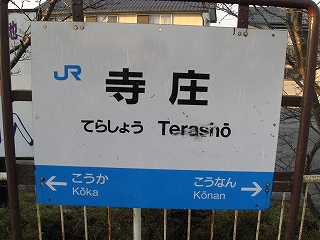 JR 寺庄
てらしょう Terashō
← こうか こうなん →
Kōka Kōnan